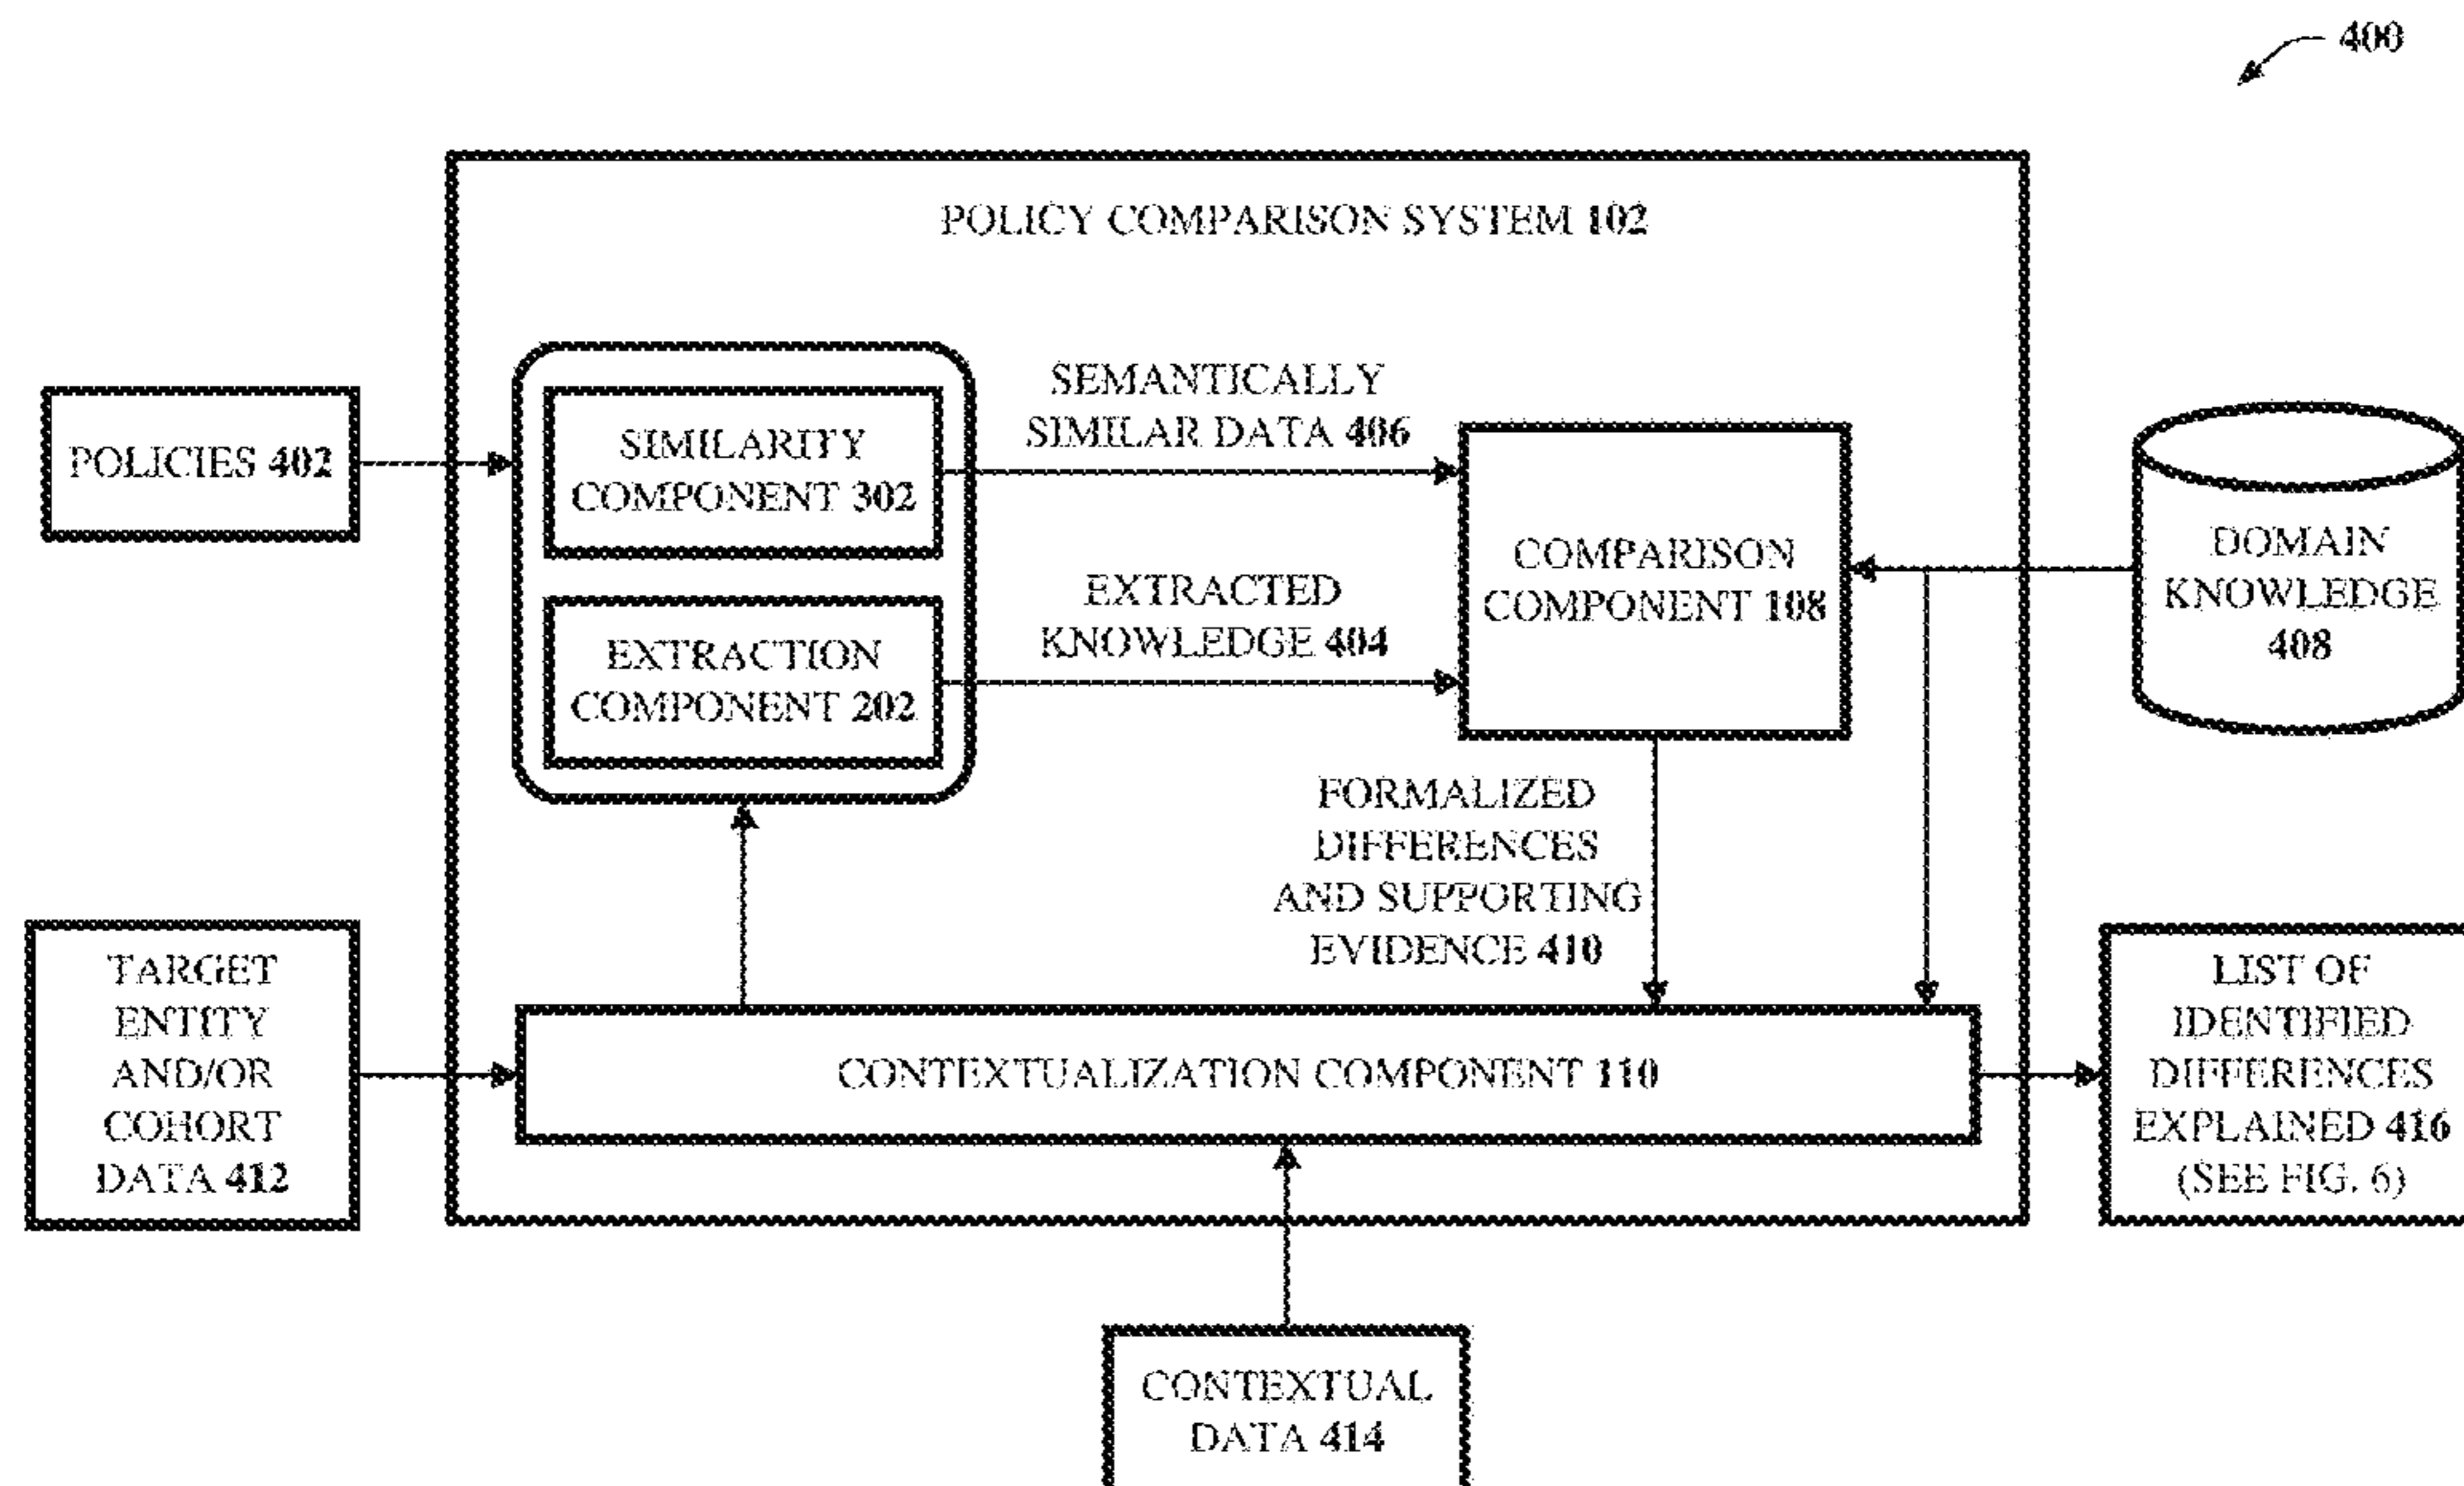 400
POLICY COMPARISON SYSTEM 102
POLICIES 402
SIMILARITY
COMPONENT 302
EXTRACTION
COMPONENT 202
SEMANTICALLY
SIMILAR DATA 406
EXTRACTED
KNOWLEDGE 404
COMPARISON
COMPONENT 108
DOMAIN
KNOWLEDGE
408
FORMALIZED
DIFFERENCES
AND SUPPORTING
EVIDENCE 410
TARGET
ENTITY
AND/OR
COHORT
DATA 412
CONTEXTUALIZATION COMPONENT 110
LIST OF
IDENTIFIED
DIFFERENCES
EXPLAINED 416
(SEE FIG. 6)
CONTEXTUAL
DATA 414